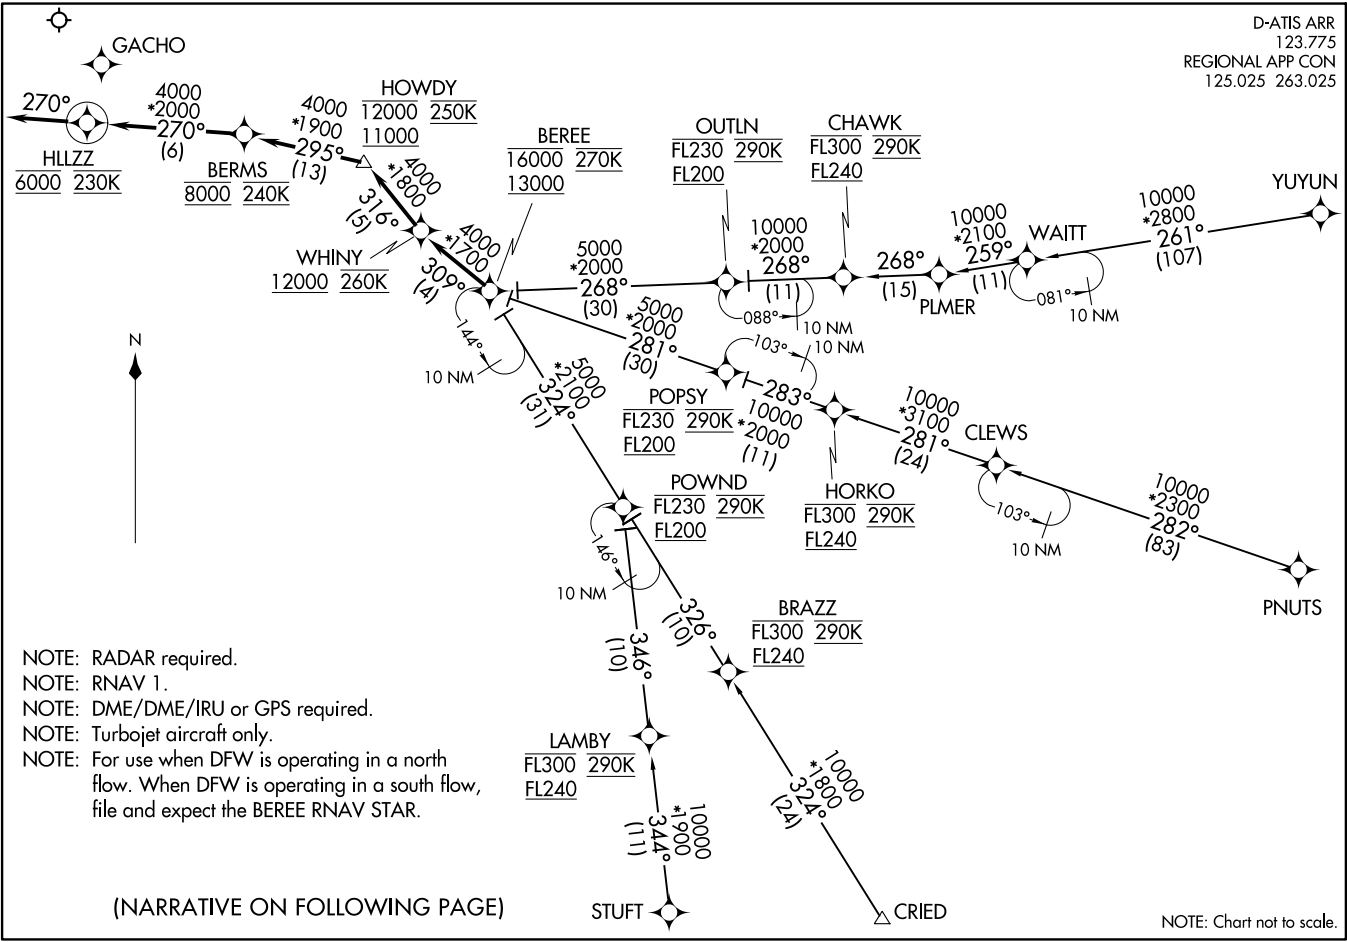 D-ATIS ARR
123.775
REGIONAL APP CON
125.025 263.025
GACHO
270°
HLLZZ
6000 230K
4000
*2000
270°
(6)
BERMS
8000 240K
4000
*1900
295°
(13)
HOWDY
12000 250K
11000
4000
*1800
316°
(5)
WHINY
12000 260K
4000
*1700
309°
(4)
BEREE
16000 270K
13000
144°
10 NM
5000
*2000
268°
(30)
OUTLN
FL230 290K
FL200
088°
10 NM
10000
*2000
268°
(11)
CHAWK
FL300 290K
FL240
268°
(15)
PLMER
10000
*2100
259°
(11)
WAITT
081°
10 NM
10000
*2800
261°
(107)
YUYUN
5000
*2000
281°
(30)
103°
10 NM
POPSY
FL230 290K
FL200
283°
10000
*2000
(11)
HORKO
FL300 290K
FL240
10000
*3100
281°
(24)
CLEWS
103°
10 NM
10000
*2300
282°
(83)
PNUTS
5000
*2100
324°
(31)
POWND
FL230 290K
FL200
146°
10 NM
326°
(10)
BRAZZ
FL300 290K
FL240
346°
(10)
LAMBY
FL300 290K
FL240
10000
*1800
324°
(24)
CRIED
10000
*1900
344°
(11)
STUFT
N
NOTE: RADAR required.
NOTE: RNAV 1.
NOTE: DME/DME/IRU or GPS required.
NOTE: Turbojet aircraft only.
NOTE: For use when DFW is operating in a north
flow. When DFW is operating in a south flow,
file and expect the BEREE RNAV STAR.
(NARRATIVE ON FOLLOWING PAGE)
NOTE: Chart not to scale.